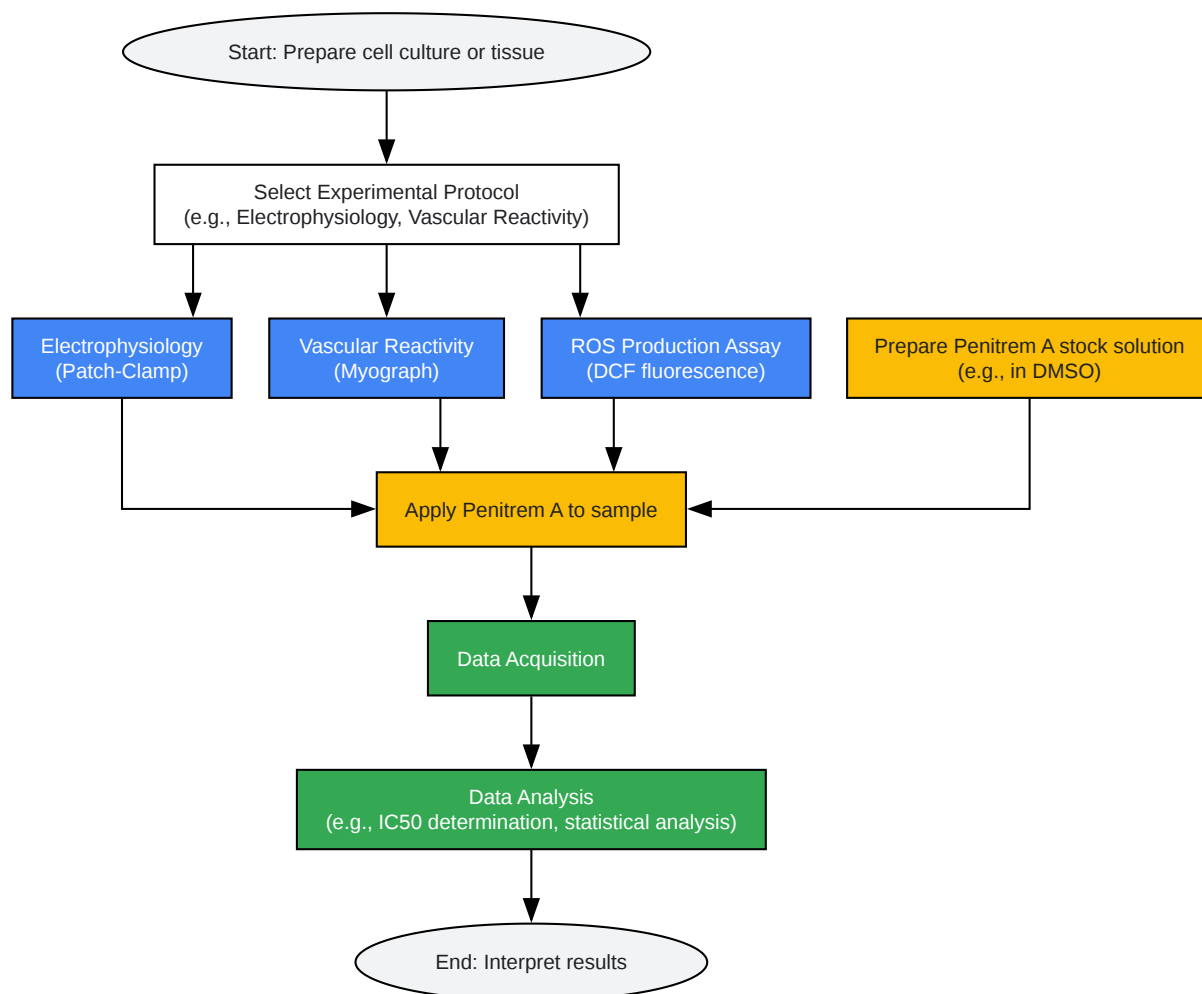 Start: Prepare cell culture or tissue
Select Experimental Protocol
(e.g., Electrophysiology, Vascular Reactivity)
Electrophysiology
(Patch-Clamp)
Vascular Reactivity
(Myograph)
ROS Production Assay
(DCF fluorescence)
Prepare Penitrem A stock solution
(e.g., in DMSO)
Apply Penitrem A to sample
Data Acquisition
Data Analysis
(e.g., IC50 determination, statistical analysis)
End: Interpret results